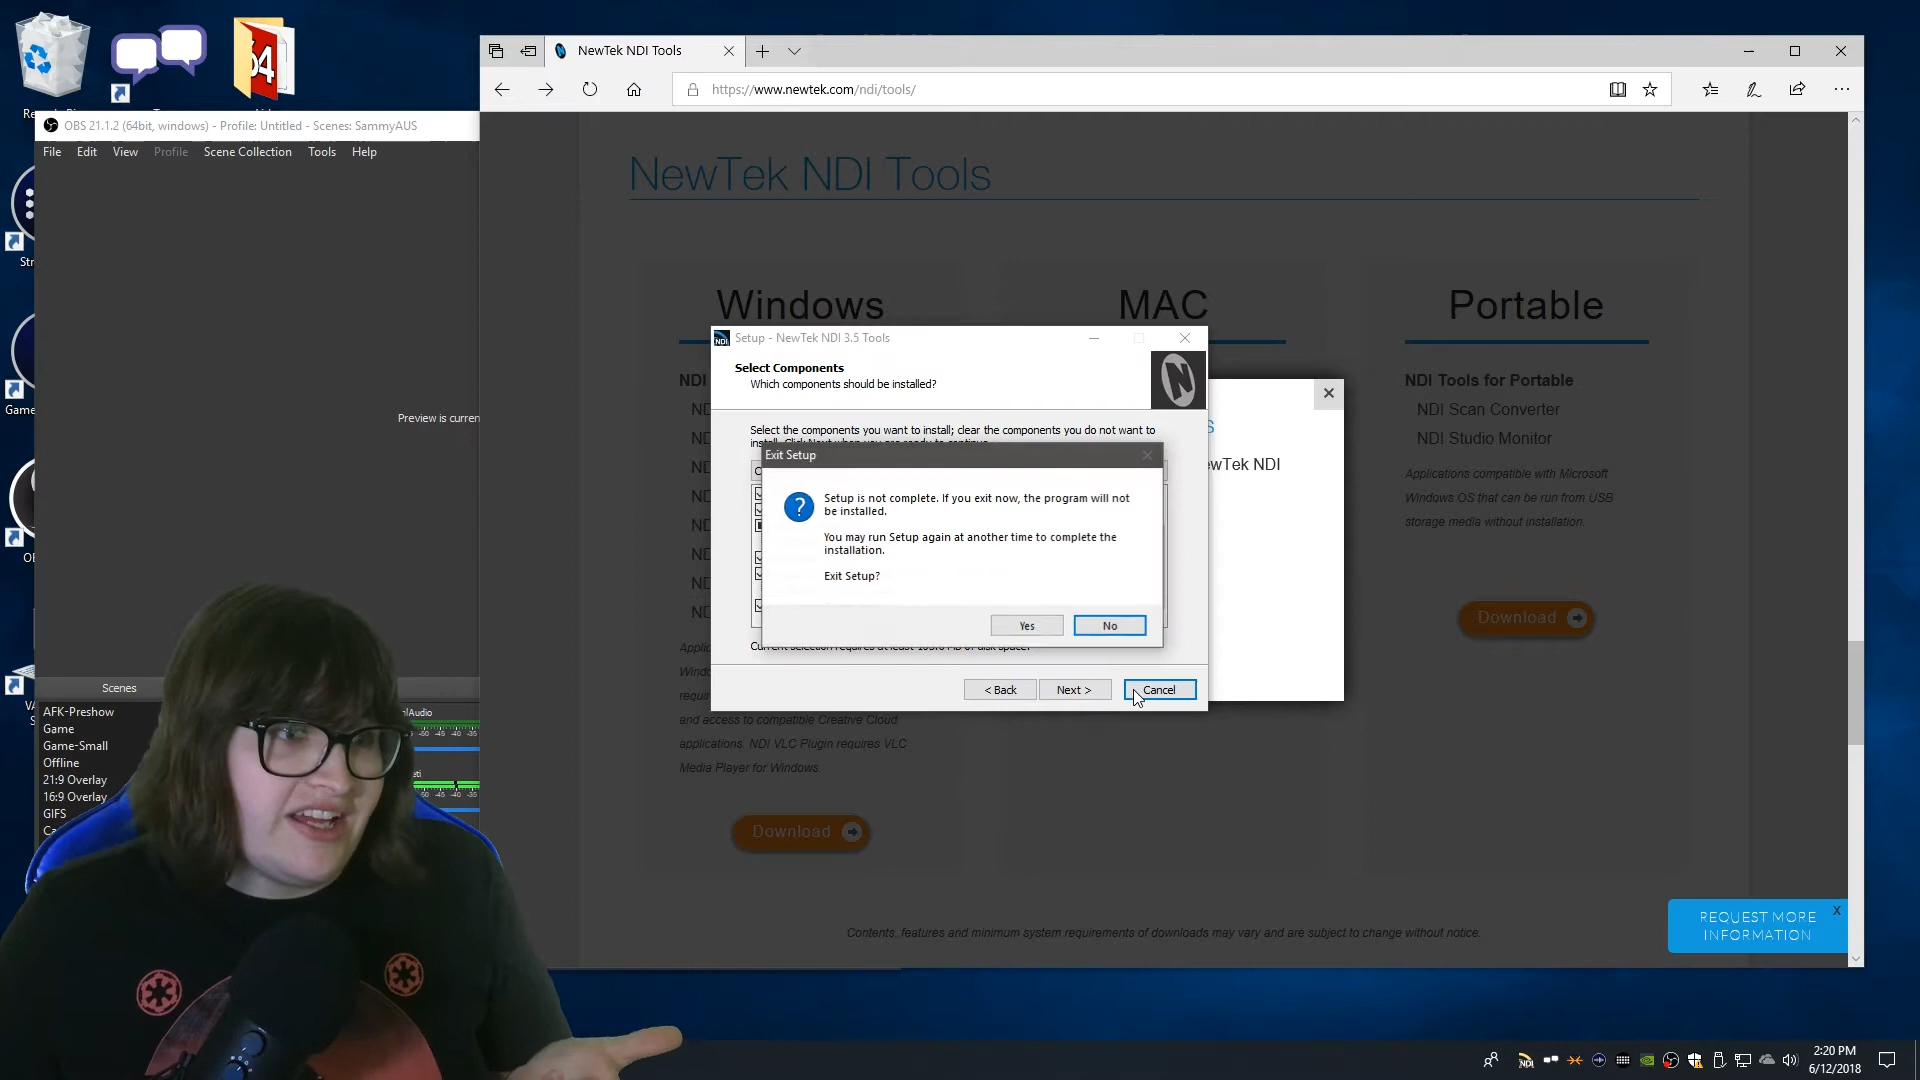 NewTek NDI Tools
https://www.newtek.com/ndi/tools/
OBS 21.1.2 (64bit, windows) - Profile: Untitled - Scenes: SammyAUS
File Edit View Profile Scene Collection Tools Help
Preview is curren
NewTek NDI Tools
Windows
MAC
Portable
NDI
NDI Tools for Portable
NDI Scan Converter
NDI Studio Monitor
Applications compatible with Microsoft
Windows OS that can be run from USB
storage media without installation.
Download
Setup - NewTek NDI 3.5 Tools
Select Components
Which components should be installed?
Select the components you want to install; clear the components you do not want to
Exit Setup
Setup is not complete. If you exit now, the program will not
be installed.
You may run Setup again at another time to complete the
installation.
Exit Setup?
Yes No
< Back Next > Cancel
ewTek NDI
and access to compatible Creative Cloud
applications. NDI VLC Plugin requires VLC
Media Player for Windows.
Download
Contents, features and minimum system requirements of downloads may vary and are subject to change without notice.
REQUEST MORE
INFORMATION
X
Scenes
AFK-Preshow
Game
Game-Small
Offline
21:9 Overlay
16:9 Overlay
GIFS
Game
2:20 PM
6/12/2018